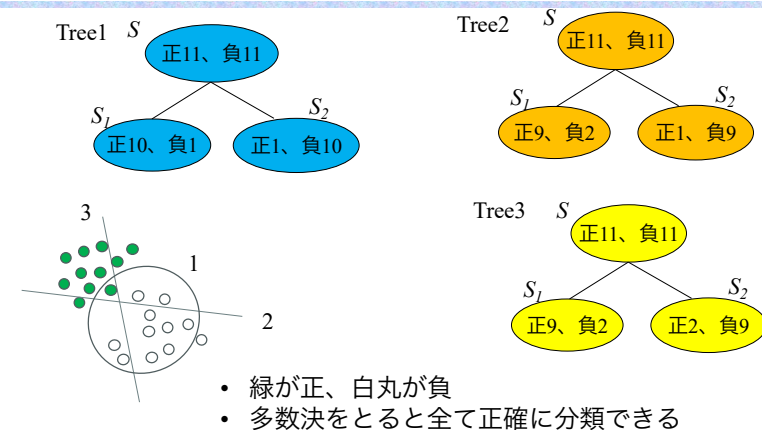 Tree1 S
正11、負11
S1 S2
正10、負1 正1、負10
Tree2 S
正11、負11
S1 S2
正9、負2 正1、負9
Tree3 S
正11、負11
S1 S2
正9、負2 正2、負9
3
1
2
• 緑が正、白丸が負
• 多数決をとると全て正確に分類できる